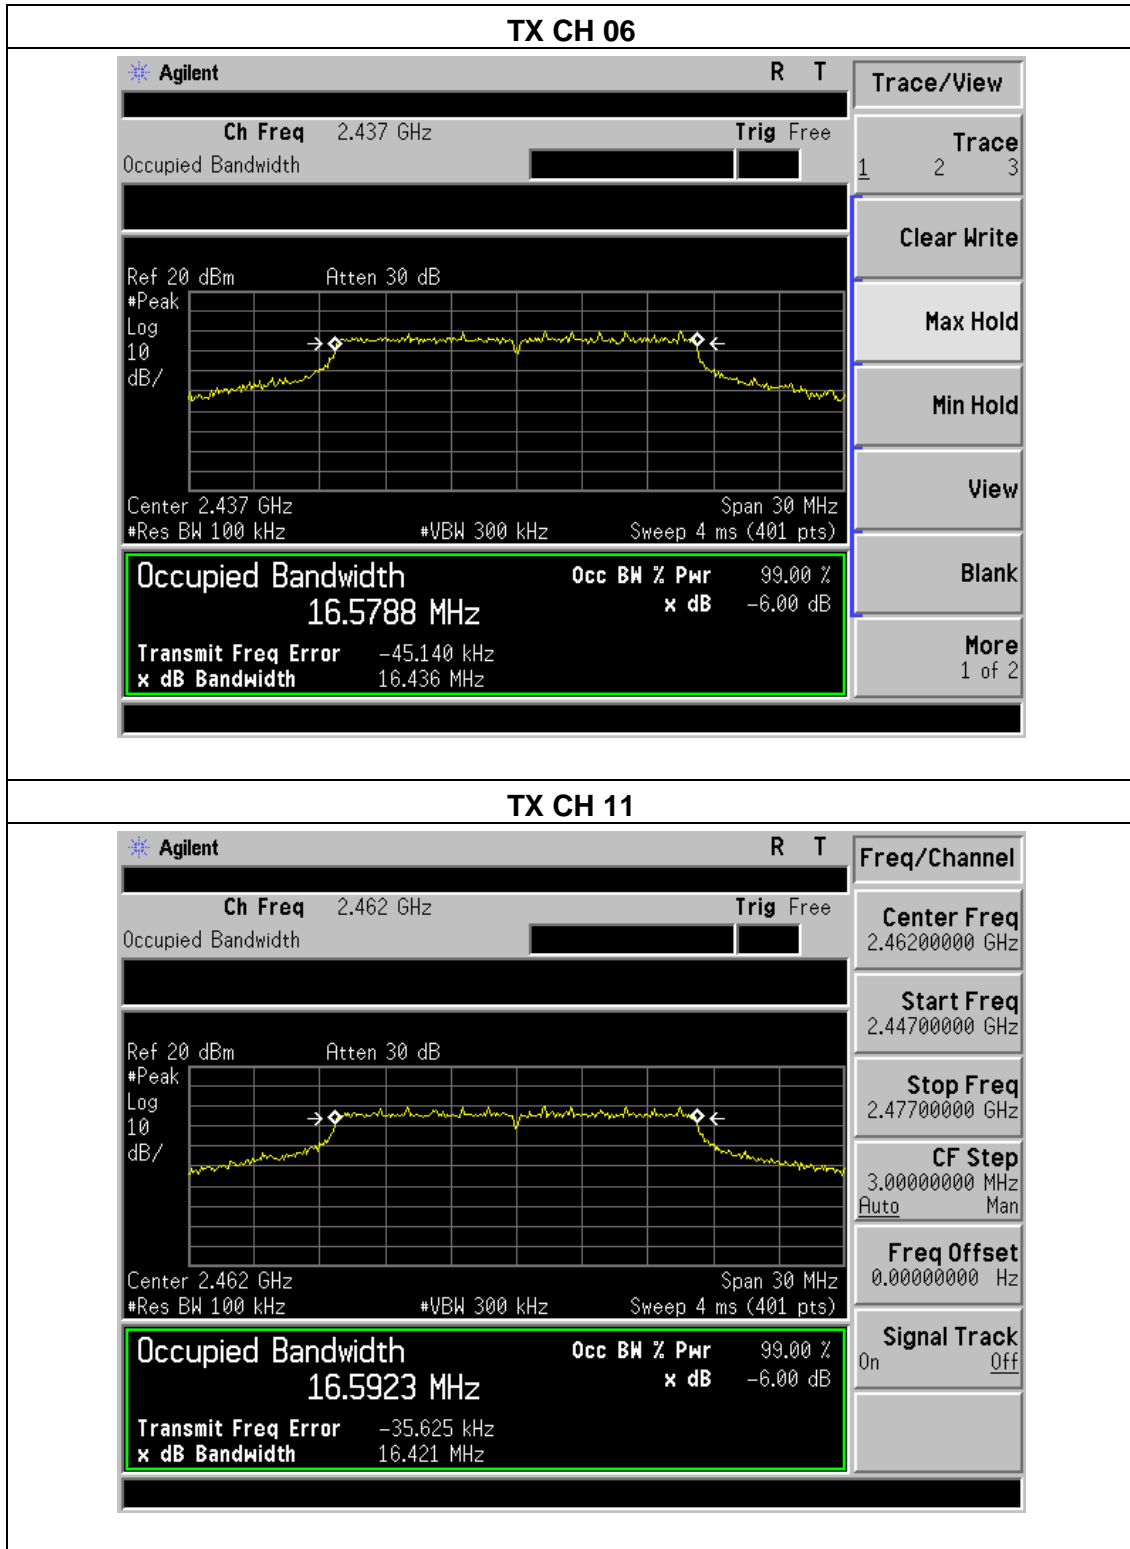 TX CH 06
Agilent R T
Trace/View
Ch Freq 2.437 GHz Trig Free
Occupied Bandwidth
Trace
1 2 3
Clear Write
Max Hold
Min Hold
View
Blank
More
1 of 2
Ref 20 dBm Atten 30 dB
#Peak
Log
10
dB/
Center 2.437 GHz Span 30 MHz
#Res BW 100 kHz #VBW 300 kHz Sweep 4 ms (401 pts)
Occupied Bandwidth Occ BW % Pwr 99.00 %
16.5788 MHz x dB -6.00 dB
Transmit Freq Error -45.140 kHz
x dB Bandwidth 16.436 MHz
TX CH 11
Agilent R T
Freq/Channel
Ch Freq 2.462 GHz Trig Free
Occupied Bandwidth
Center Freq
2.46200000 GHz
Start Freq
2.44700000 GHz
Stop Freq
2.47700000 GHz
CF Step
3.00000000 MHz
Auto Man
Freq Offset
0.00000000 Hz
Signal Track
On Off
Ref 20 dBm Atten 30 dB
#Peak
Log
10
dB/
Center 2.462 GHz Span 30 MHz
#Res BW 100 kHz #VBW 300 kHz Sweep 4 ms (401 pts)
Occupied Bandwidth Occ BW % Pwr 99.00 %
16.5923 MHz x dB -6.00 dB
Transmit Freq Error -35.625 kHz
x dB Bandwidth 16.421 MHz